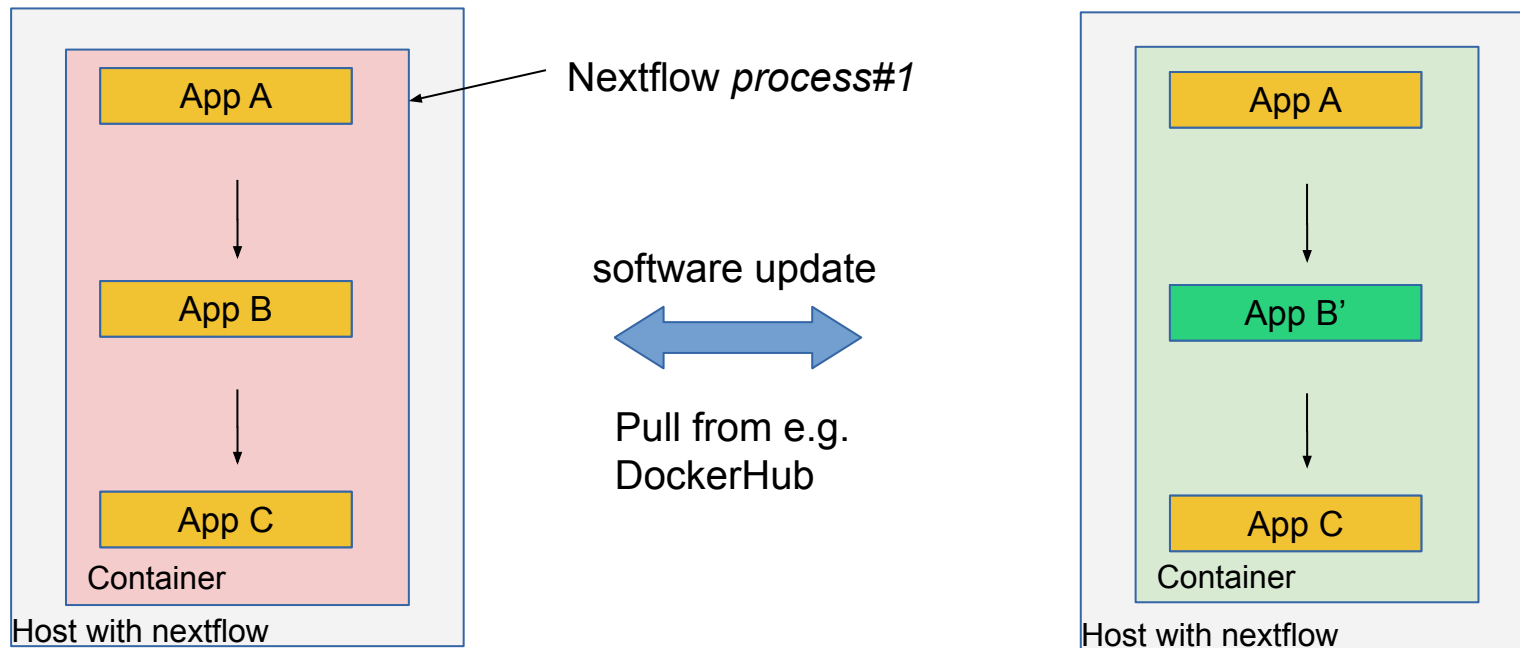 App A
App B
App C
Container
Host with nextflow
Nextflow process#1
software update
Pull from e.g.
DockerHub
App A
App B’
App C
Container
Host with nextflow